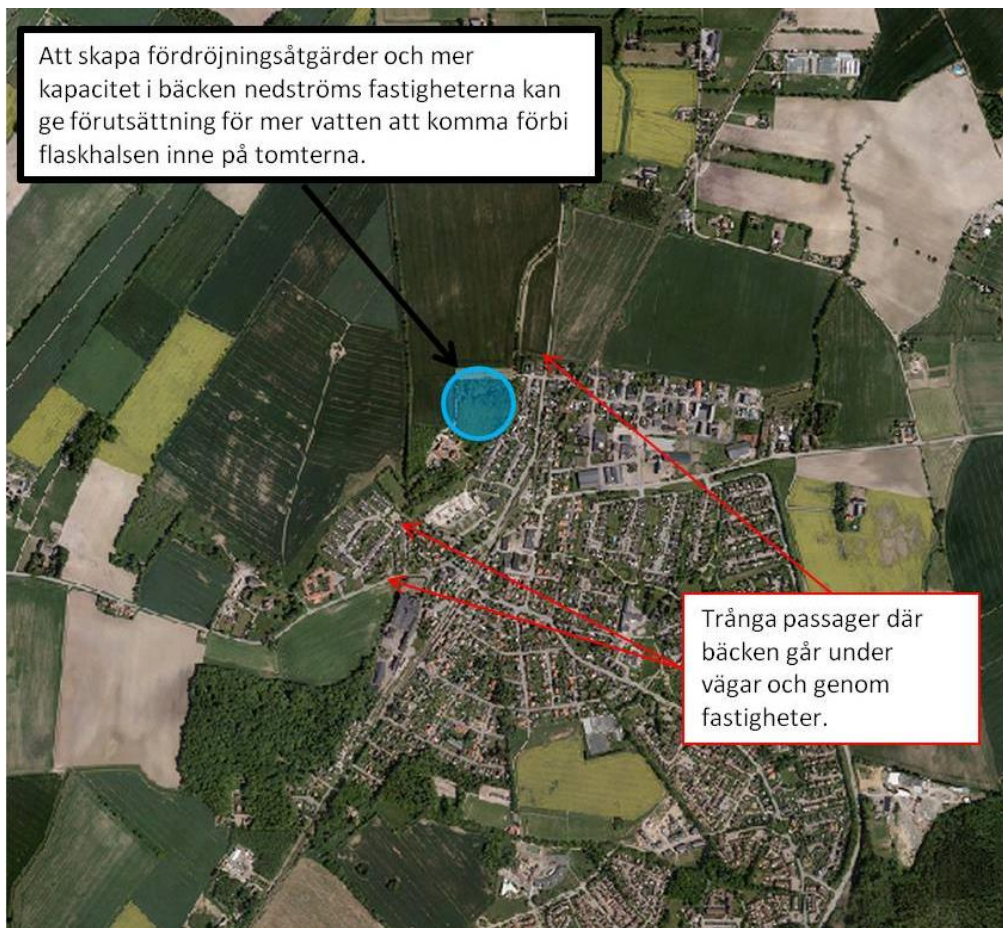 Att skapa fördröjningsåtgärder och mer
kapacitet i bäcken nedströms fastigheterna kan
ge förutsättning för mer vatten att komma förbi
flaskhalsen inne på tomterna.
Trånga passager där
bäcken går under
vägar och genom
fastigheter.